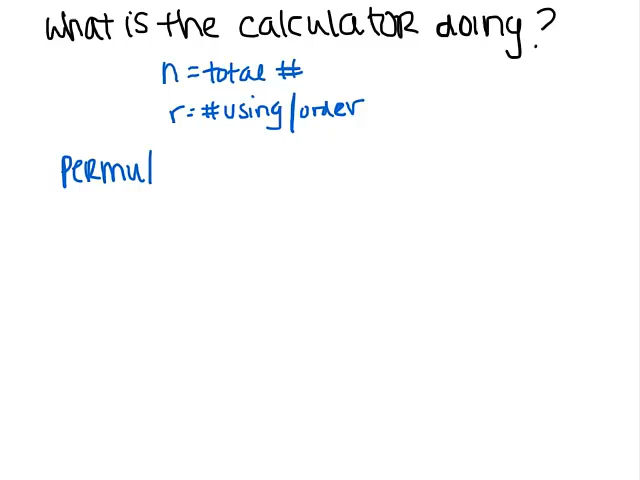 what is the calculator doing?
n = total #
r = # using/order
Permul